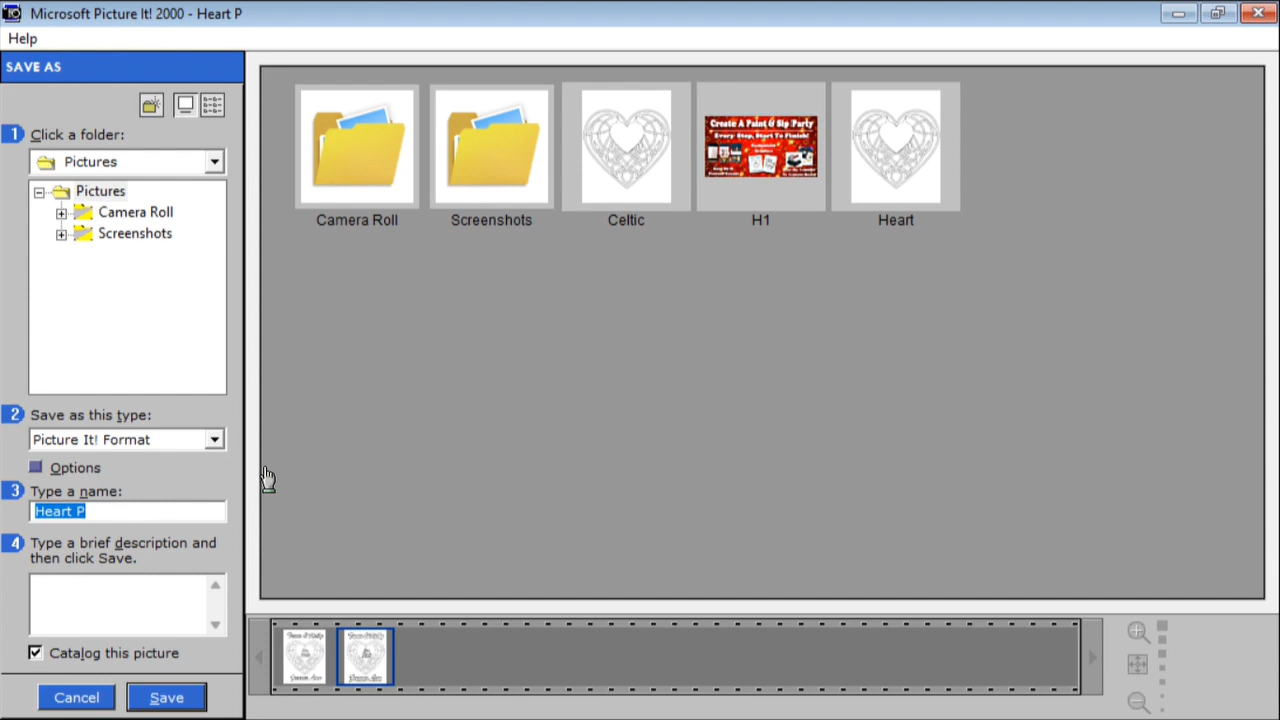 Microsoft Picture It! 2000 - Heart P
Help
SAVE AS
1 Click a folder:
Pictures
Pictures
Camera Roll
Screenshots
2 Save as this type:
Picture It! Format
Options
3 Type a name:
Heart P
4 Type a brief description and
then click Save.
Catalog this picture
Cancel
Save
Create A Paint & Sip Party
Every Step, Start To Finish!
Camera Roll
Screenshots
Celtic
H1
Heart